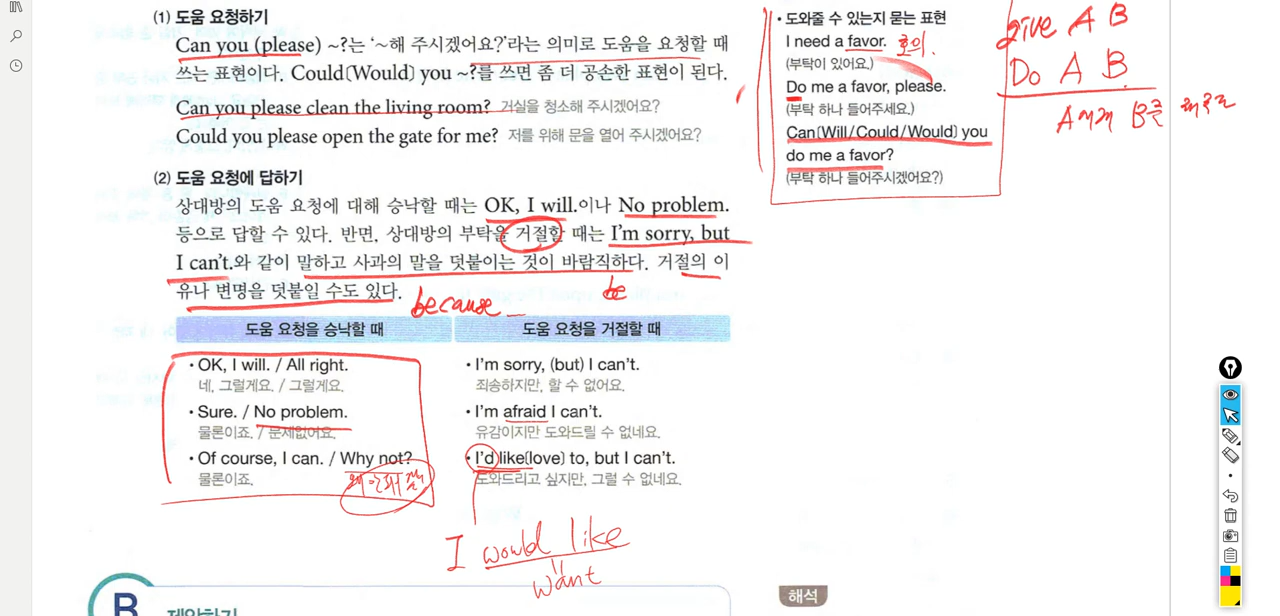 (1) 도움 요청하기
Can you (please) ~?는 '~해 주시겠어요?'라는 의미로 도움을 요청할 때
쓰는 표현이다. Could〔Would〕 you ~?를 쓰면 좀 더 공손한 표현이 된다.
Can you please clean the living room? 거실을 청소해 주시겠어요?
Could you please open the gate for me? 저를 위해 문을 열어 주시겠어요?
(2) 도움 요청에 답하기
상대방의 도움 요청에 대해 승낙할 때는 OK, I will.이나 No problem.
등으로 답할 수 있다. 반면, 상대방의 부탁을 거절할 때는 I'm sorry, but
I can't.와 같이 말하고 사과의 말을 덧붙이는 것이 바람직하다. 거절의 이
유나 변명을 덧붙일 수도 있다.
because
be
도움 요청을 승낙할 때
• OK, I will. / All right.
네, 그럴게요. / 그럴게요.
• Sure. / No problem.
물론이죠. / 문제없어요.
• Of course, I can. / Why not?
물론이죠.
도움 요청을 거절할 때
• I'm sorry, (but) I can't.
죄송하지만, 할 수 없어요.
• I'm afraid I can't.
유감이지만 도와드릴 수 없네요.
• I'd like〔love〕 to, but I can't.
도와드리고 싶지만, 그럴 수 없네요.
I would like
want
• 도와줄 수 있는지 묻는 표현
I need a favor. 호의.
(부탁이 있어요.)
Do me a favor, please.
(부탁 하나 들어주세요.)
Can〔Will/Could/Would〕 you
do me a favor?
(부탁 하나 들어주시겠어요?)
give A B
Do A B
A에게 B를
B 제안하기
해석